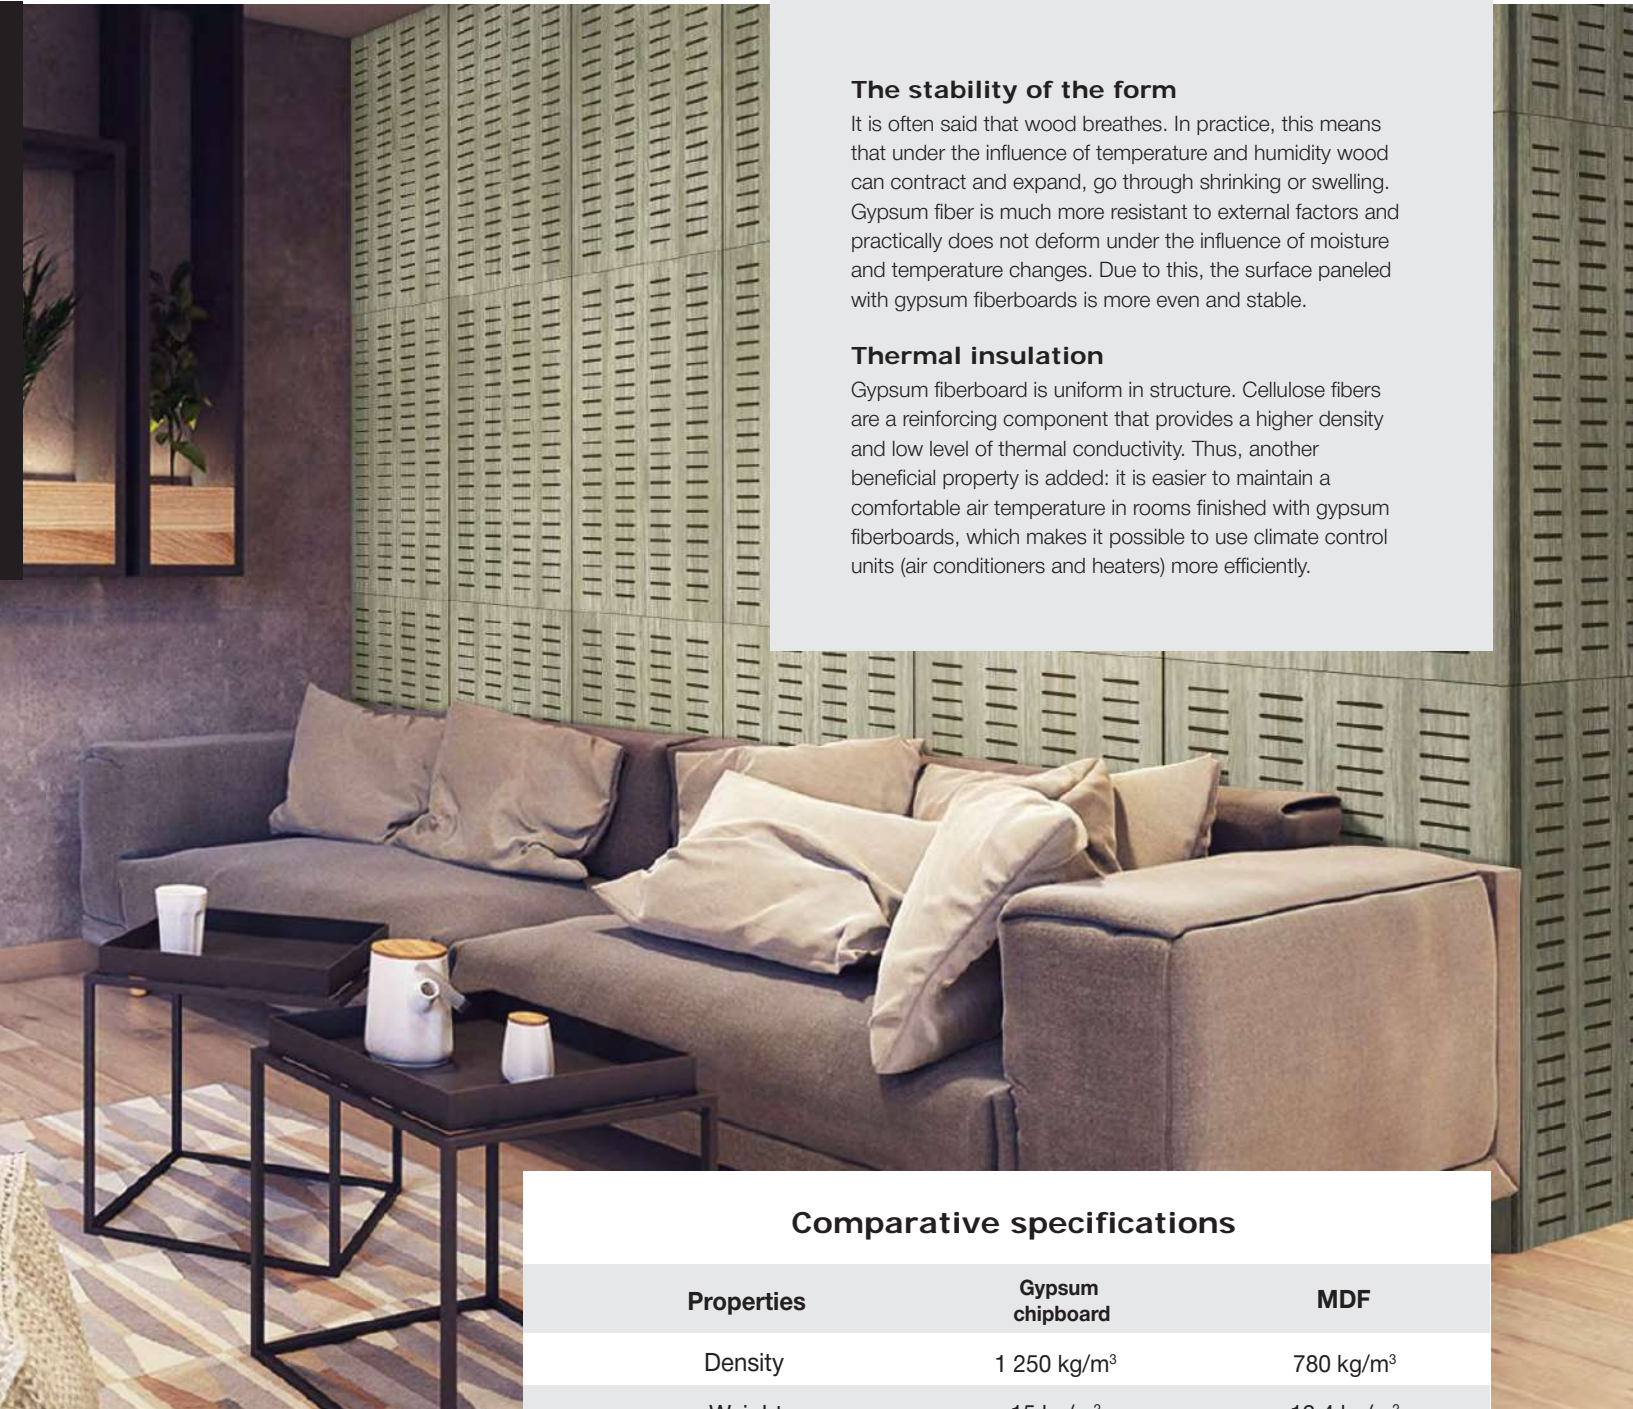 The stability of the form
It is often said that wood breathes. In practice, this means
that under the influence of temperature and humidity wood
can contract and expand, go through shrinking or swelling.
Gypsum fiber is much more resistant to external factors and
practically does not deform under the influence of moisture
and temperature changes. Due to this, the surface paneled
with gypsum fiberboards is more even and stable.
Thermal insulation
Gypsum fiberboard is uniform in structure. Cellulose fibers
are a reinforcing component that provides a higher density
and low level of thermal conductivity. Thus, another
beneficial property is added: it is easier to maintain a
comfortable air temperature in rooms finished with gypsum
fiberboards, which makes it possible to use climate control
units (air conditioners and heaters) more efficiently.
Comparative specifications
Properties Gypsum chipboard MDF
Density 1 250 kg/m³ 780 kg/m³